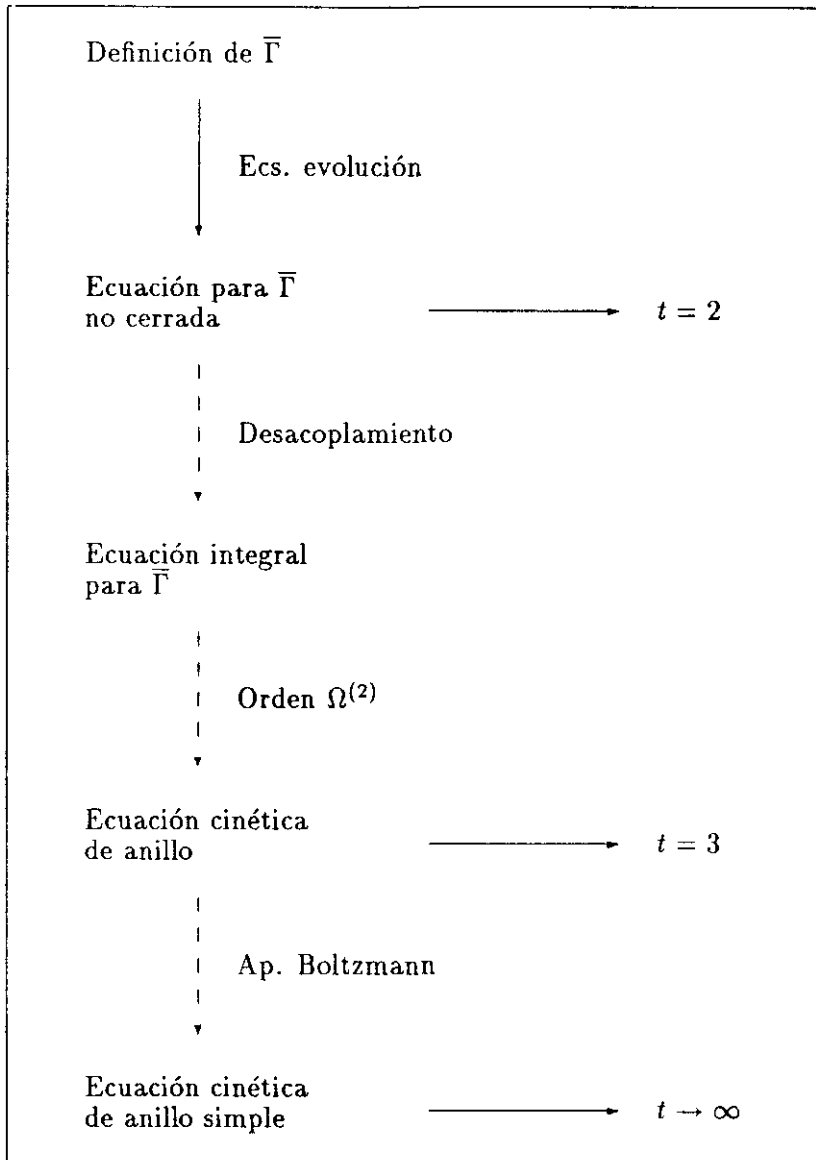 Definición de Γ̅
Ecs. evolución
Ecuación para Γ̅
no cerrada
t = 2
Desacoplamiento
Ecuación integral
para Γ̅
Orden Ω⁽²⁾
Ecuación cinética
de anillo
t = 3
Ap. Boltzmann
Ecuación cinética
de anillo simple
t → ∞